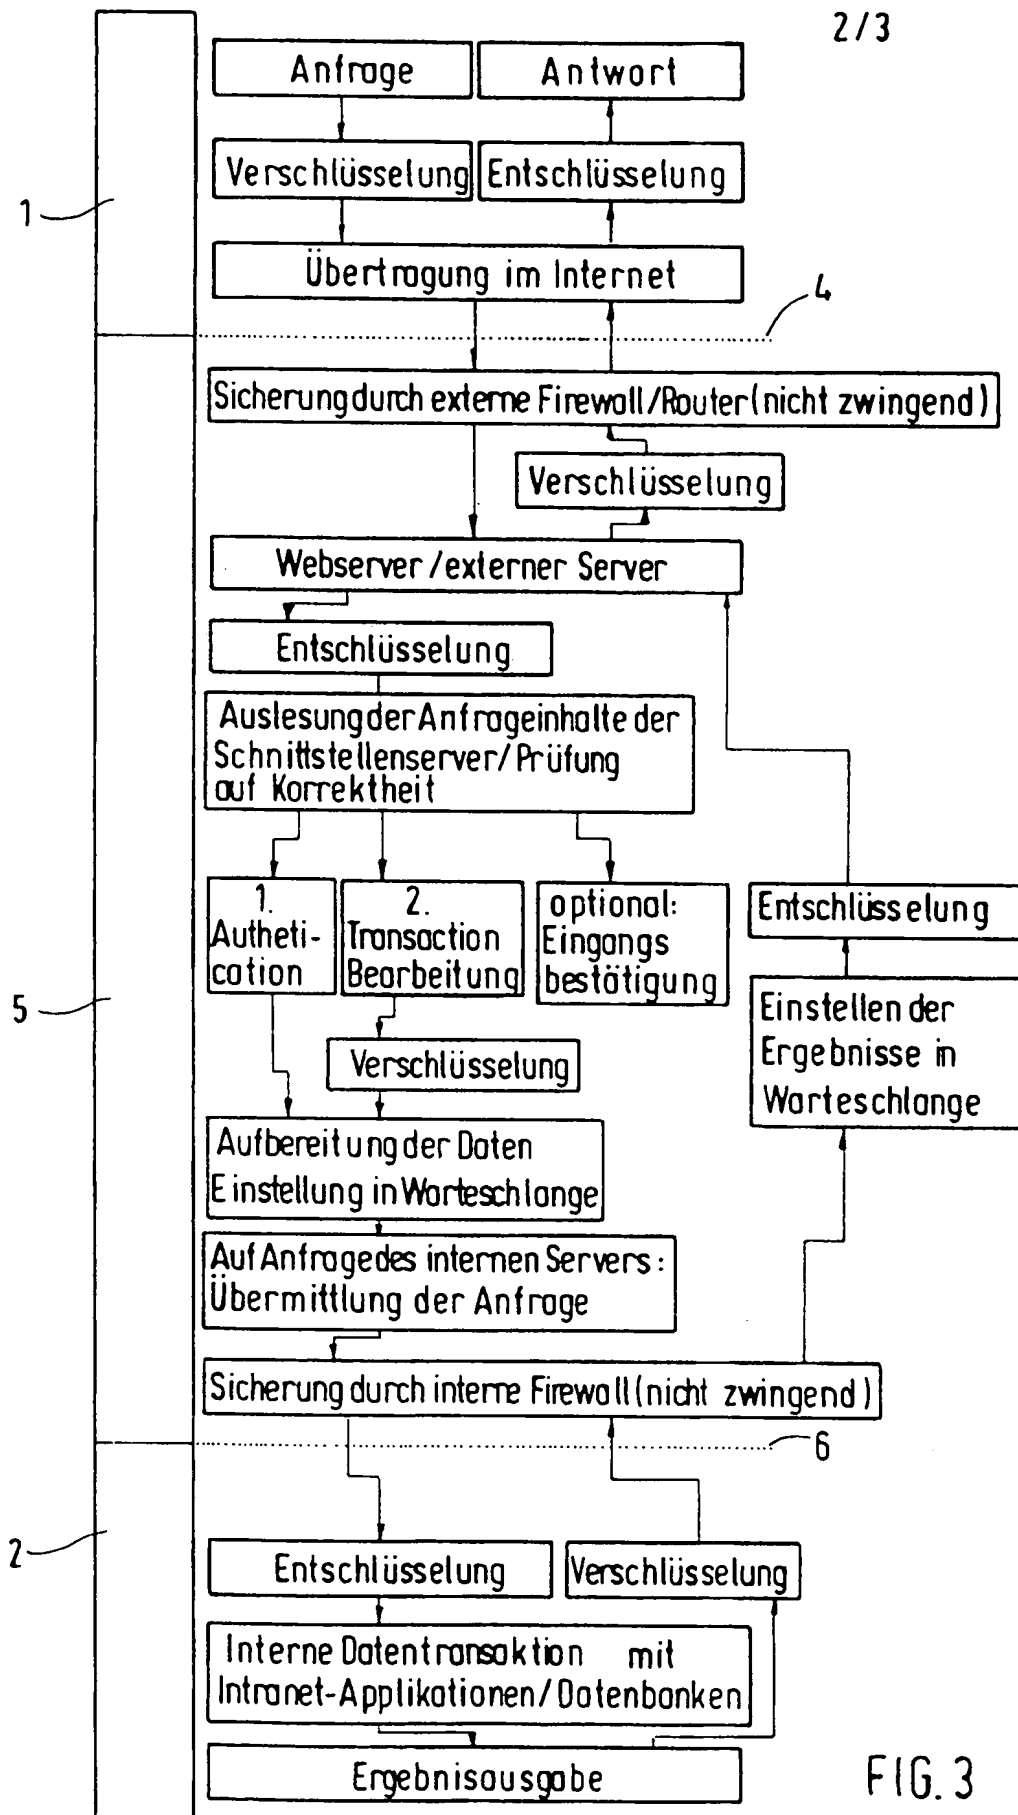 2/3
Anfrage
Antwort
Verschlüsselung
Entschlüsselung
1
Übertragung im Internet
4
Sicherung durch externe Firewall/Router (nicht zwingend)
Verschlüsselung
Webserver/externer Server
Entschlüsselung
Auslesung der Anfrageinhalte der
Schnittstellenserver/Prüfung
auf Korrektheit
1.
Autheti-
cation
2.
Transaction
Bearbeitung
optional:
Eingangs
bestätigung
Entschlüsselung
5
Einstellen der
Ergebnisse in
Warteschlange
Verschlüsselung
Aufbereitung der Daten
Einstellung in Warteschlange
Auf Anfrage des internen Servers:
Übermittlung der Anfrage
Sicherung durch interne Firewall (nicht zwingend)
6
2
Entschlüsselung
Verschlüsselung
Interne Datentransaktion mit
Intranet-Applikationen/Datenbanken
Ergebnisausgabe
FIG. 3